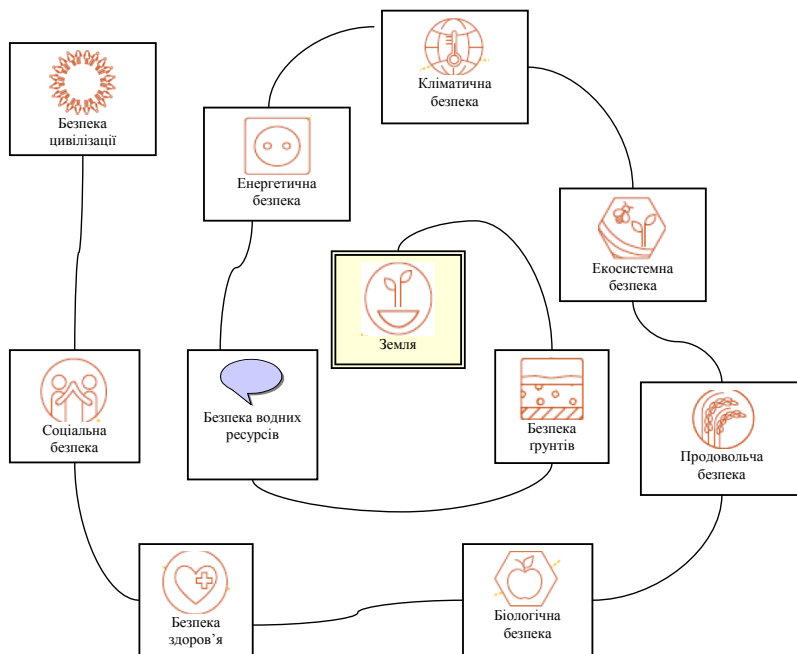 Кліматична
безпека
Безпека
цивілізації
Енергетична
безпека
Екосистемна
безпека
Земля
Соціальна
безпека
Безпека водних
ресурсів
Безпека
ґрунтів
Продовольча
безпека
Безпека
здоров’я
Біологічна
безпека